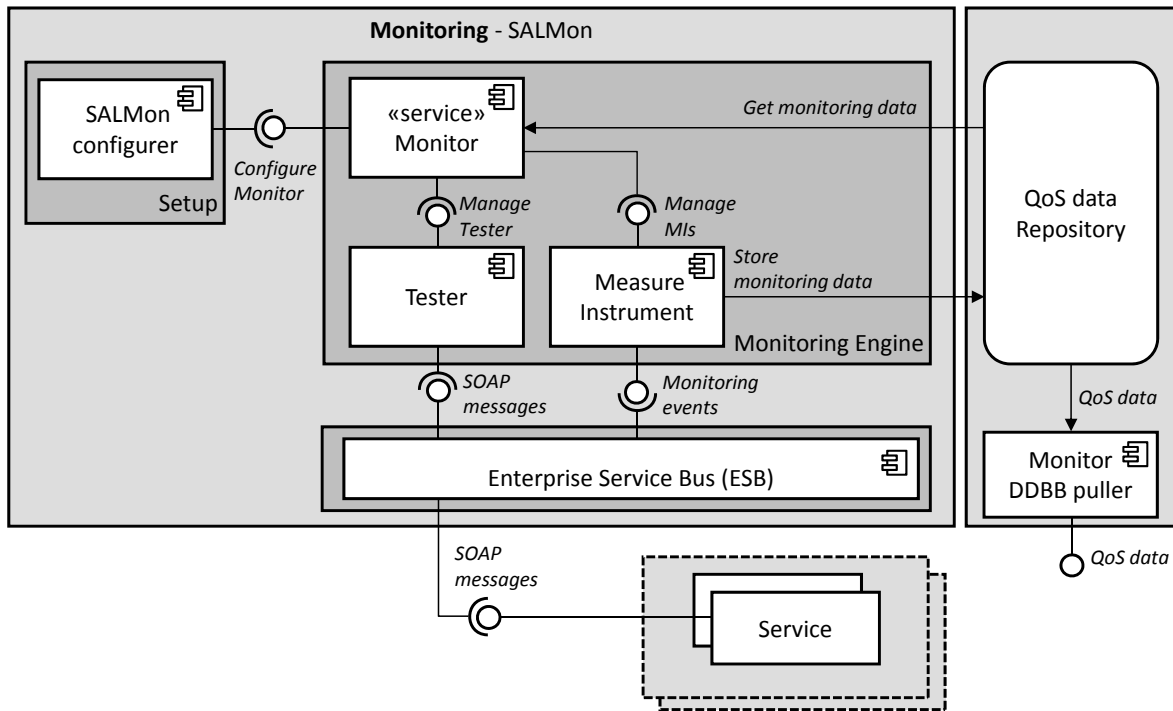 Monitoring - SALMon
SALMon
configurer
Setup
Configure
Monitor
«service»
Monitor
Get monitoring data
Manage
Tester
Manage
MIs
Tester
Measure
Instrument
Store
monitoring data
Monitoring Engine
QoS data
Repository
SOAP
messages
Monitoring
events
QoS data
Enterprise Service Bus (ESB)
Monitor
DDBB puller
SOAP
messages
QoS data
Service